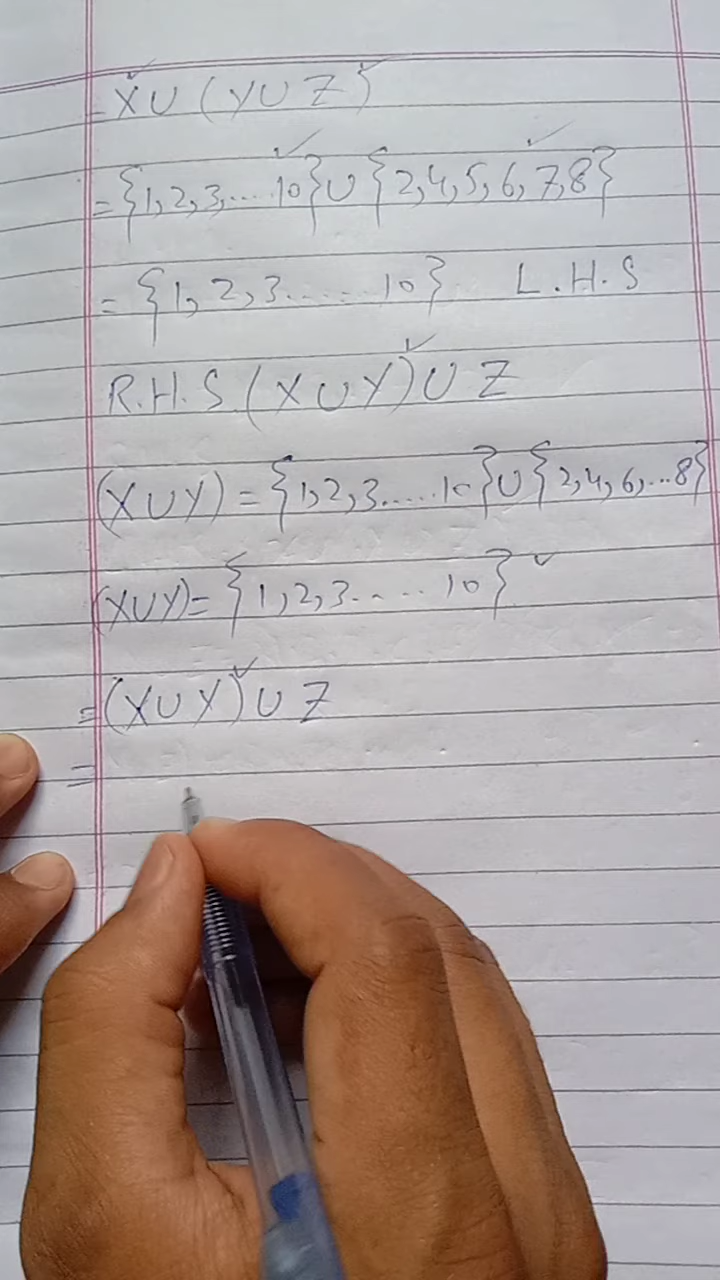 X∪(Y∪Z)
={1,2,3,....10}∪{2,4,5,6,7,8}
={1,2,3......10} L.H.S
R.H.S (X∪Y)∪Z
(X∪Y)={1,2,3.....10}∪{2,4,6,...8}
(X∪Y)={1,2,3.....10}
=(X∪Y)∪Z
=